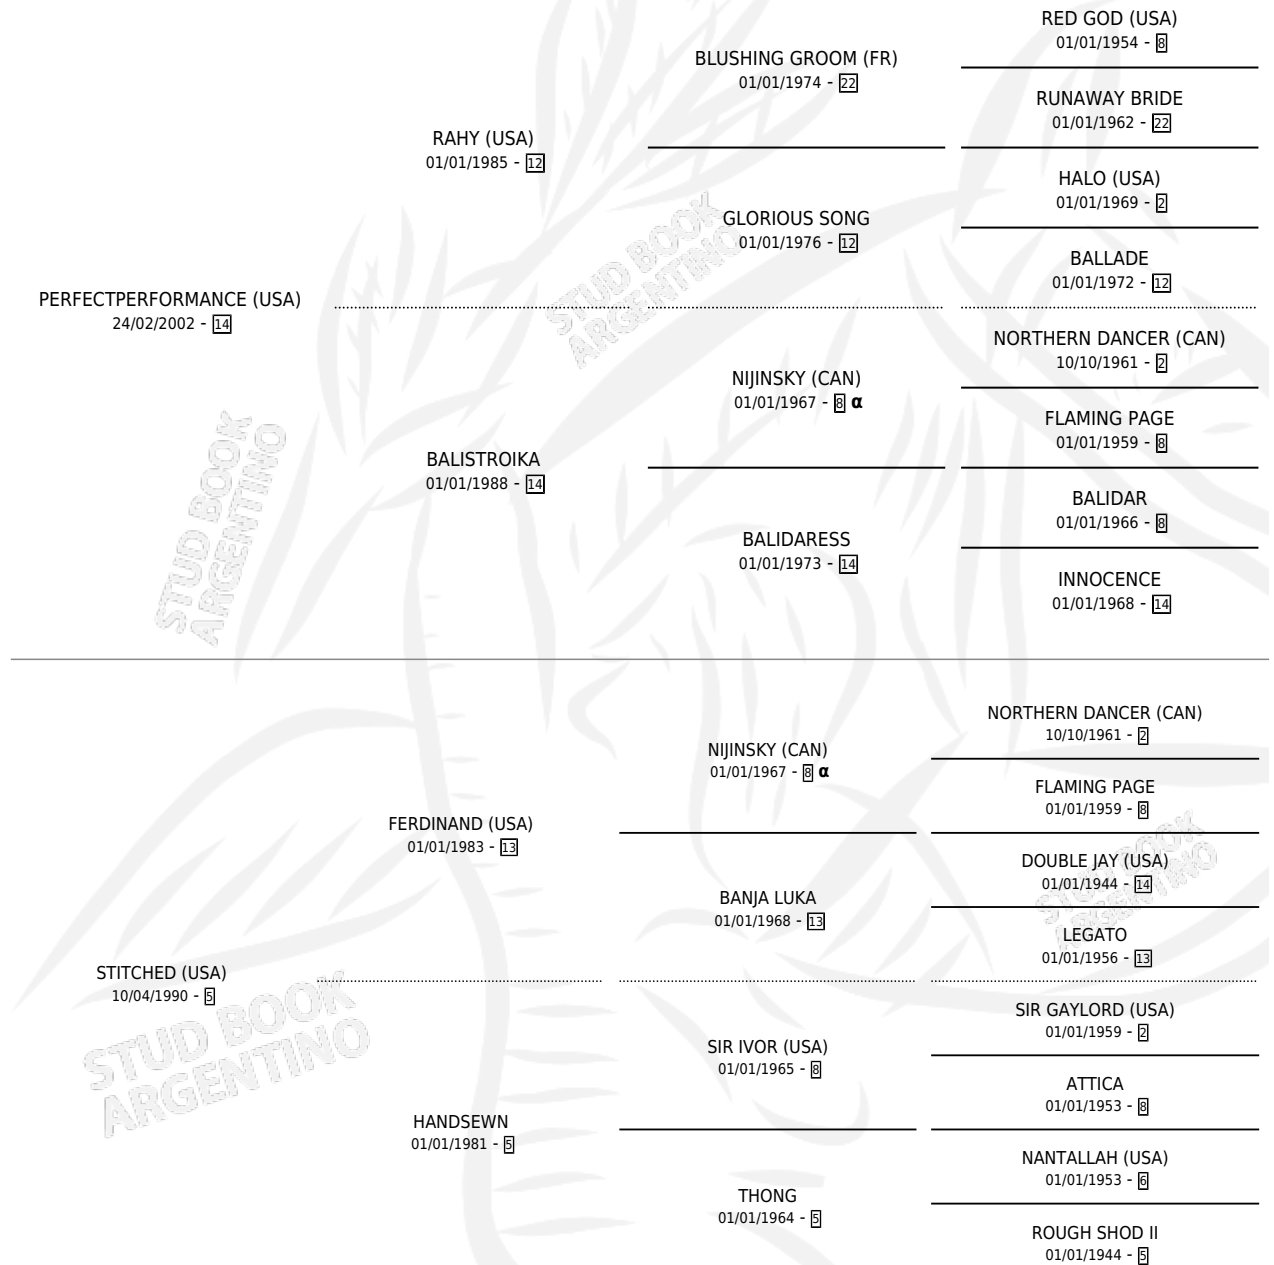 RED GOD (USA)
01/01/1954 - 8
BLUSHING GROOM (FR)
01/01/1974 - 22
RUNAWAY BRIDE
01/01/1962 - 22
RAHY (USA)
01/01/1985 - 12
HALO (USA)
01/01/1969 - 2
GLORIOUS SONG
01/01/1976 - 12
BALLADE
01/01/1972 - 12
PERFECTPERFORMANCE (USA)
24/02/2002 - 14
NORTHERN DANCER (CAN)
10/10/1961 - 2
NIJINSKY (CAN)
01/01/1967 - 8 α
FLAMING PAGE
01/01/1959 - 8
BALISTROIKA
01/01/1988 - 14
BALIDAR
01/01/1966 - 8
BALIDARESS
01/01/1973 - 14
INNOCENCE
01/01/1968 - 14
NORTHERN DANCER (CAN)
10/10/1961 - 2
NIJINSKY (CAN)
01/01/1967 - 8 α
FLAMING PAGE
01/01/1959 - 8
FERDINAND (USA)
01/01/1983 - 13
DOUBLE JAY (USA)
01/01/1944 - 14
BANJA LUKA
01/01/1968 - 13
LEGATO
01/01/1956 - 13
STITCHED (USA)
10/04/1990 - 5
SIR GAYLORD (USA)
01/01/1959 - 2
SIR IVOR (USA)
01/01/1965 - 8
ATTICA
01/01/1953 - 8
HANDSEWN
01/01/1981 - 5
NANTALLAH (USA)
01/01/1953 - 6
THONG
01/01/1964 - 5
ROUGH SHOD II
01/01/1944 - 5
STUD BOOK
ARGENTINO
STUD BOOK
ARGENTINO
STUD BOOK
ARGENTINO
STUD BOOK
ARGENTINO